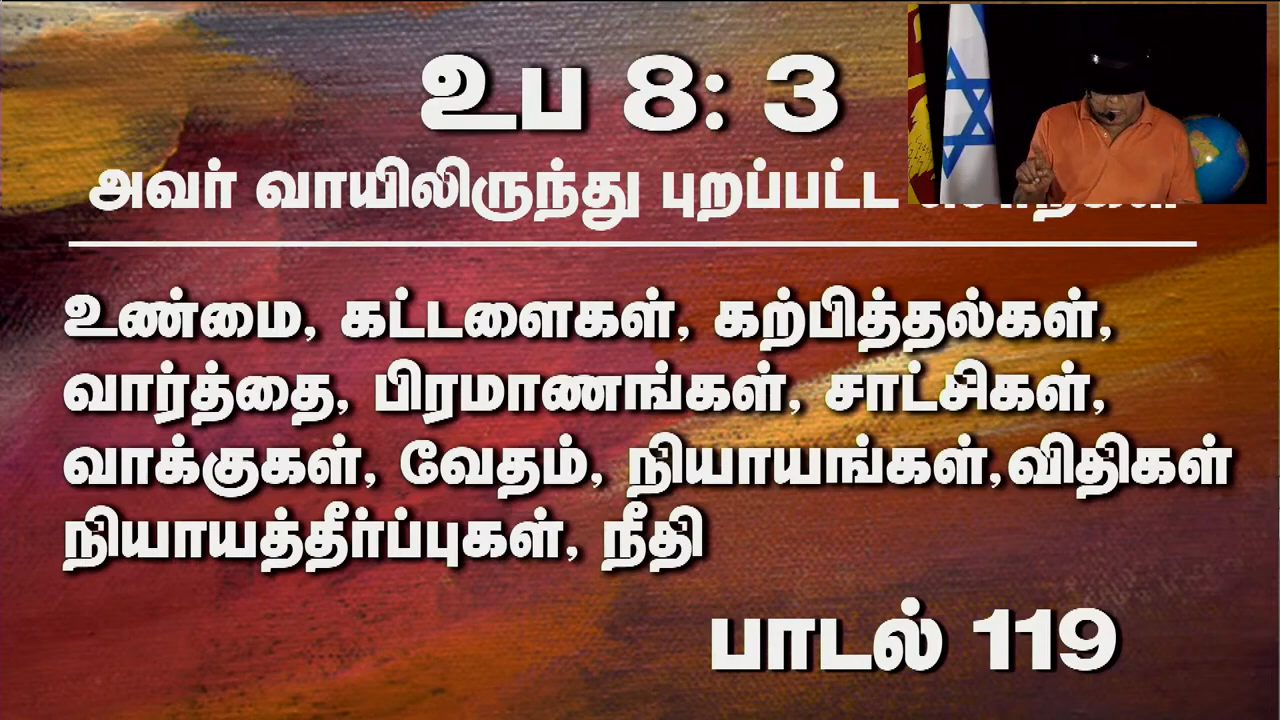 உப 8: 3
அவர் வாயிலிருந்து புறப்பட்ட
உண்மை, கட்டளைகள், கற்பித்தல்கள்,
வார்த்தை, பிரமாணங்கள், சாட்சிகள்,
வாக்குகள், வேதம், நியாயங்கள்,விதிகள்
நியாயத்தீர்ப்புகள், நீதி
பாடல் 119